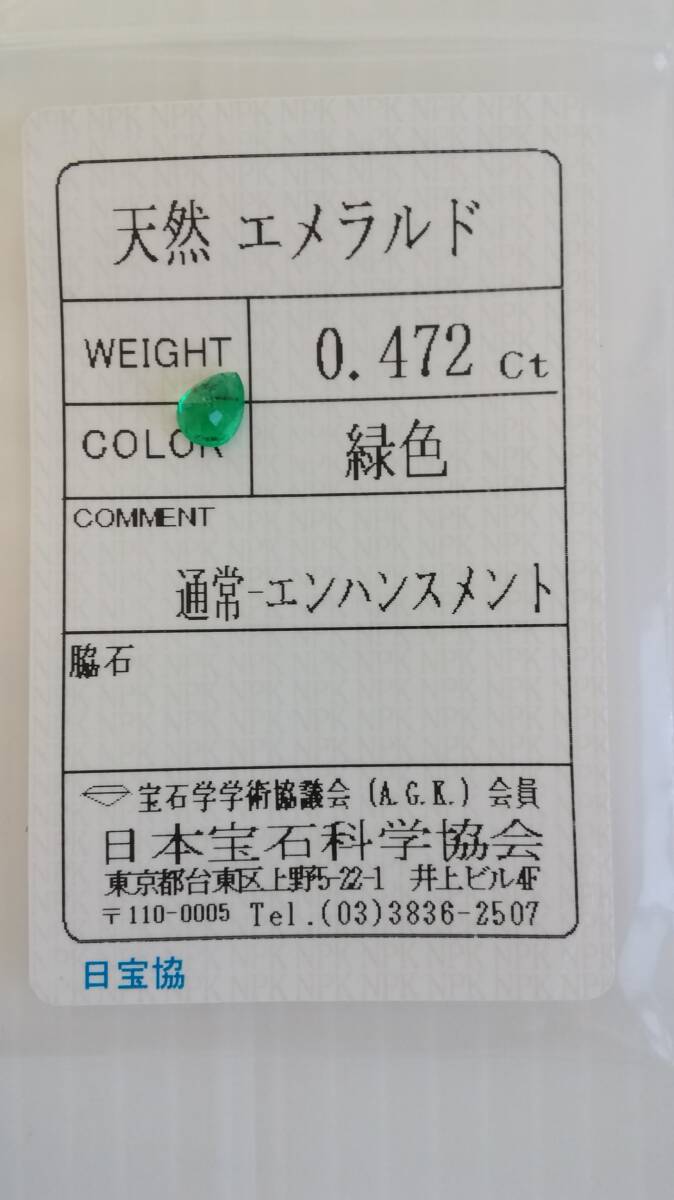 天然 エメラルド
WEIGHT 0.472 Ct
COLOR 緑色
COMMENT
通常-エンハンスメント
脇石
宝石学学術協議会 (A.G.K.) 会員
日本宝石科学協会
東京都台東区上野5-22-1 井上ビル4F
〒110-0005 Tel.(03)3836-2507
日宝協